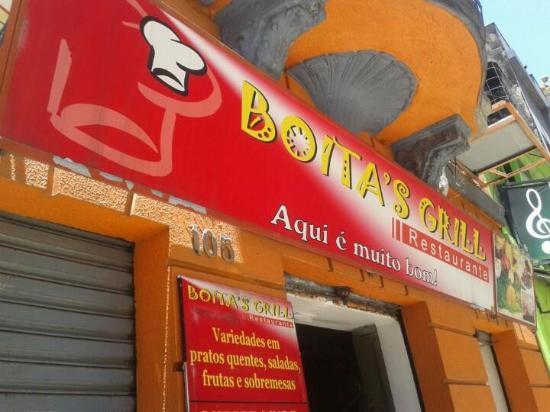 BOITA'S GRILL
Restaurante
Aqui é muito bom!
105
BOITA'S GRILL
Restaurante
Variedades em
pratos quentes, saladas,
frutas e sobremesas